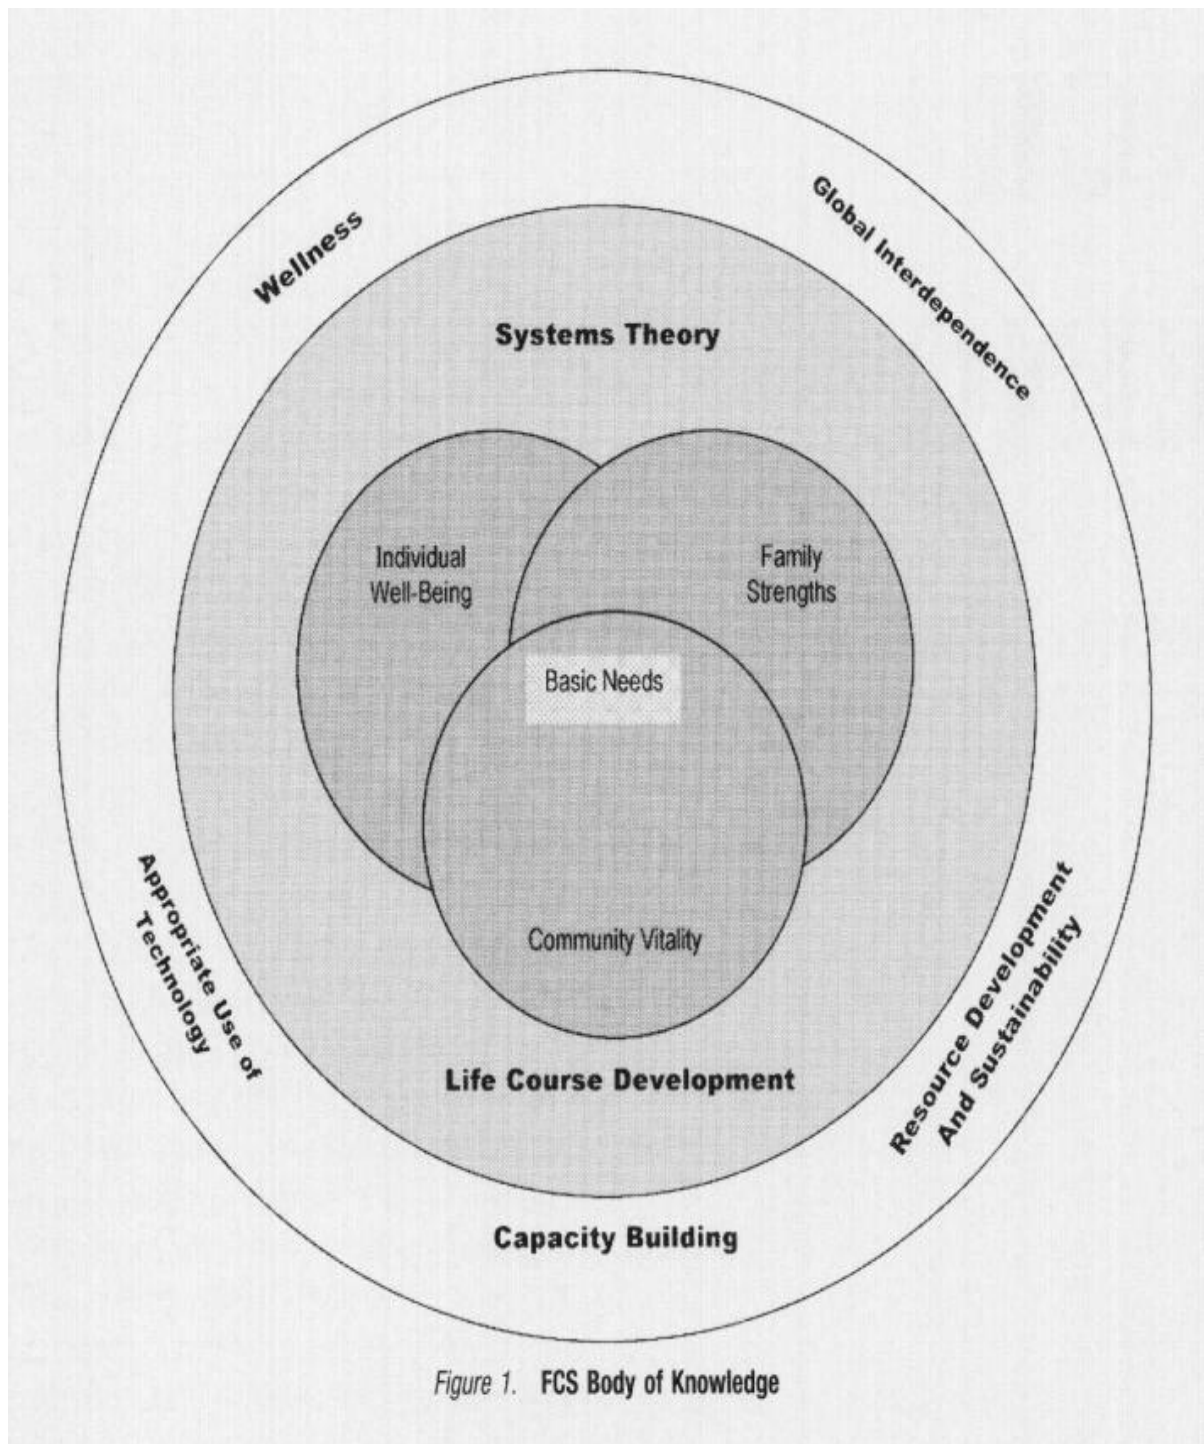 Wellness
Global Interdependence
Systems Theory
Individual
Well-Being
Family
Strengths
Basic Needs
Community Vitality
Appropriate Use of
Technology
Resource Development
And Sustainability
Life Course Development
Capacity Building
Figure 1. FCS Body of Knowledge